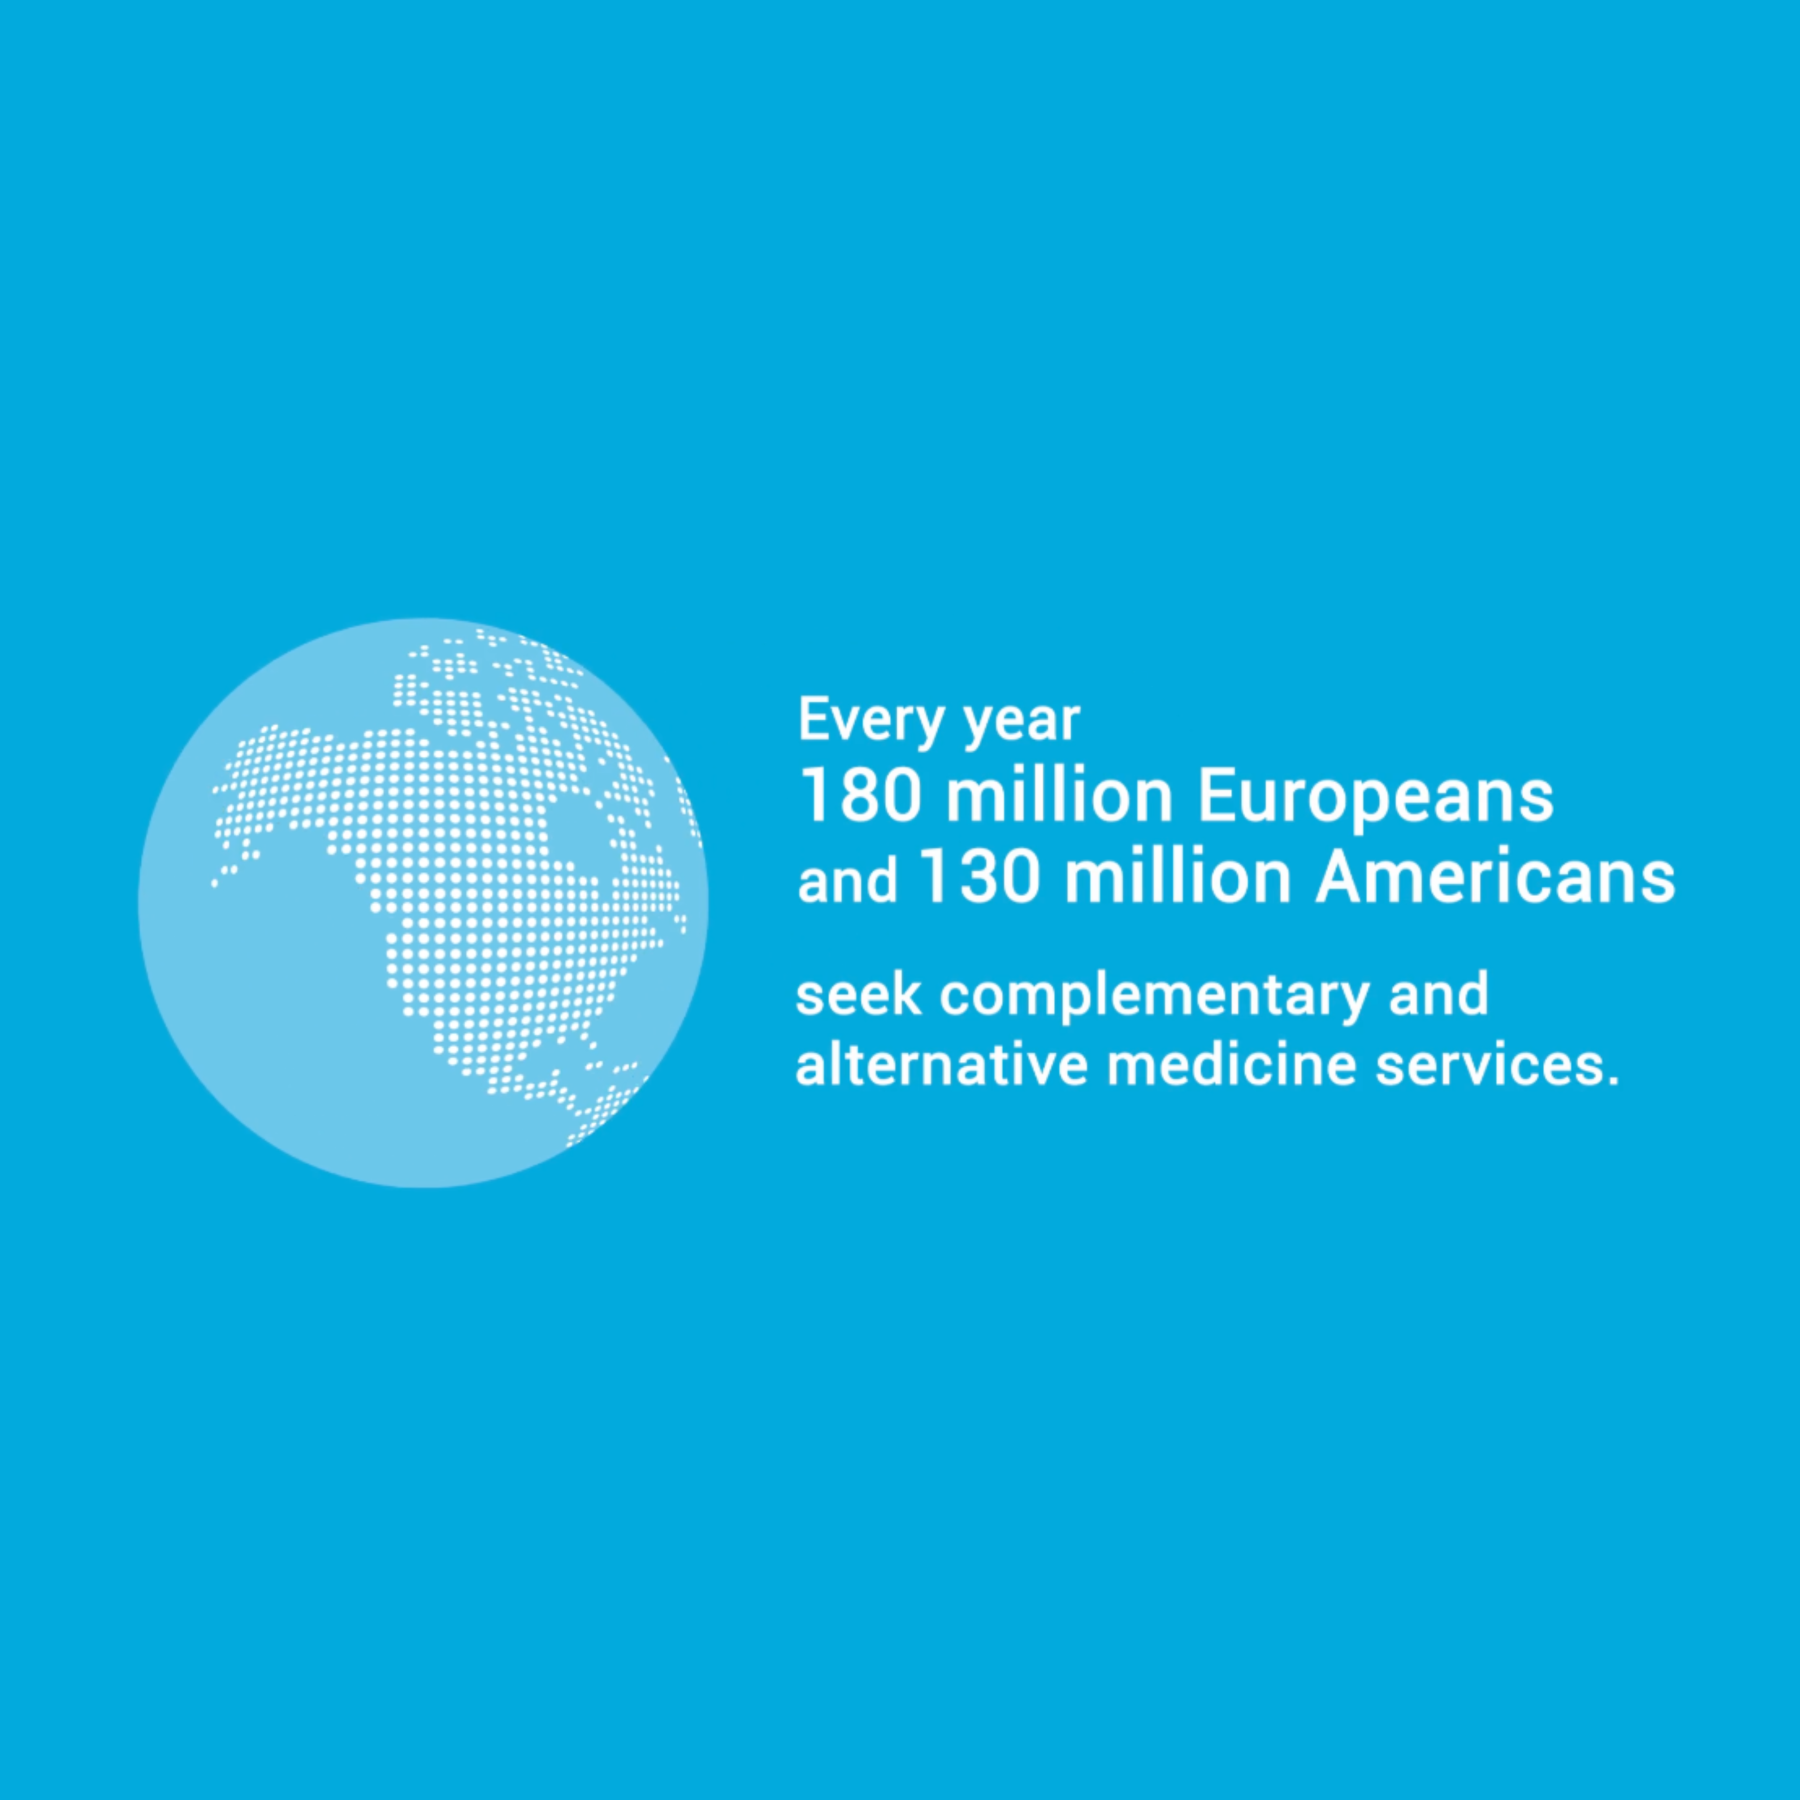 Every year
180 million Europeans
and 130 million Americans
seek complementary and
alternative medicine services.